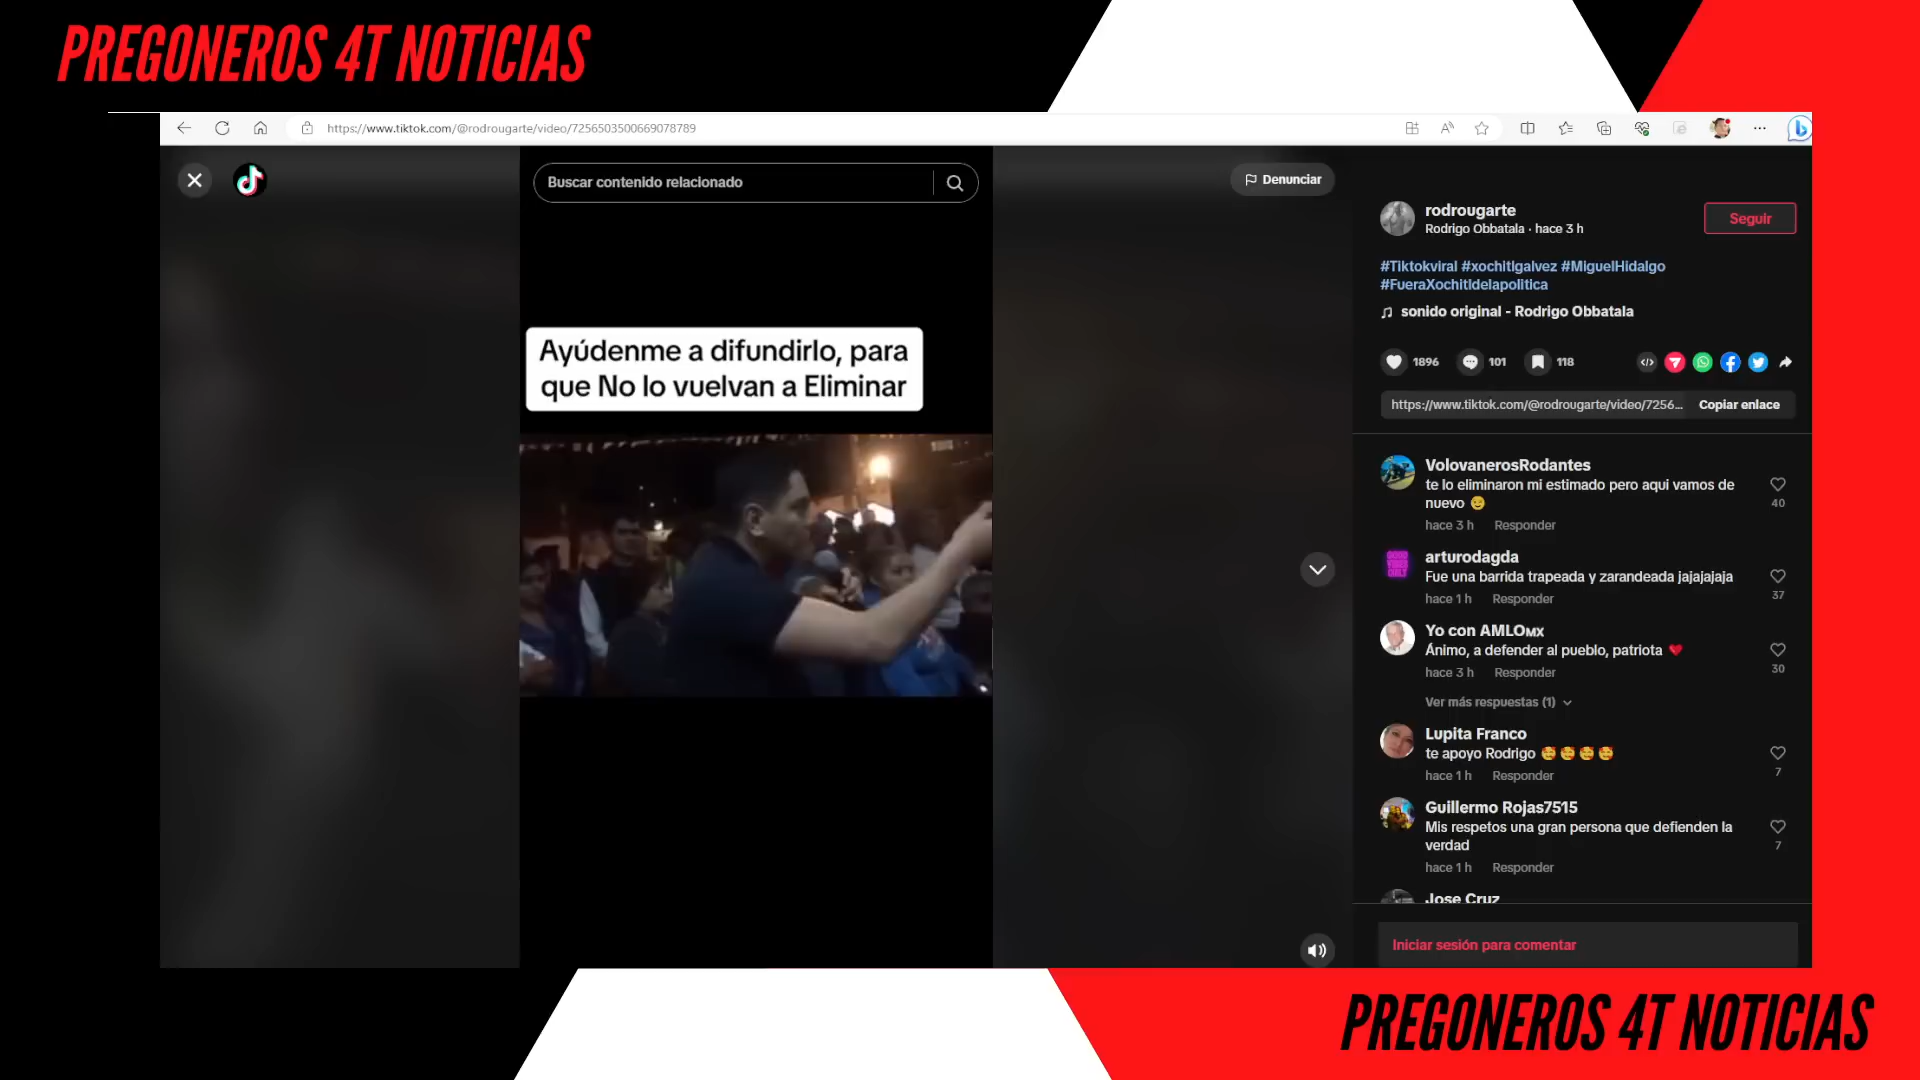 PREGONEROS 4T NOTICIAS
https://www.tiktok.com/@rodrougarte/video/7256503500669078789
Buscar contenido relacionado
Denunciar
rodrougarte
Rodrigo Obbatala · hace 3 h
Seguir
#Tiktokviral #xochitlgalvez #MiguelHidalgo
#FueraXochitldelapolitica
sonido original - Rodrigo Obbatala
Ayúdenme a difundirlo, para
que No lo vuelvan a Eliminar
1896
101
118
https://www.tiktok.com/@rodrougarte/video/7256...
Copiar enlace
VolovanerosRodantes
te lo eliminaron mi estimado pero aqui vamos de
nuevo 😉
40
hace 3 h Responder
arturodagda
Fue una barrida trapeada y zarandeada jajajajaja
37
hace 1 h Responder
Yo con AMLOMX
Ánimo, a defender al pueblo, patriota ❤
30
hace 3 h Responder
Ver más respuestas (1)
Lupita Franco
te apoyo Rodrigo 🥰🥰🥰🥰
7
hace 1 h Responder
Guillermo Rojas7515
Mis respetos una gran persona que defienden la
verdad
7
hace 1 h Responder
Jose Cruz
Iniciar sesión para comentar
PREGONEROS 4T NOTICIAS